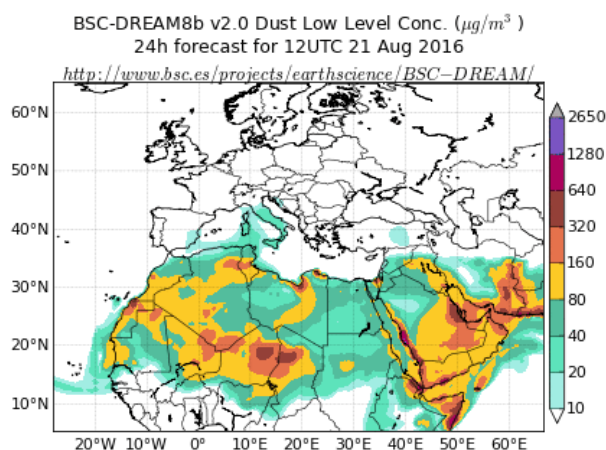 BSC-DREAM8b v2.0 Dust Low Level Conc. (μg/m³ )
24h forecast for 12UTC 21 Aug 2016
http://www.bsc.es/projects/earthscience/BSC−DREAM/
60°N
50°N
40°N
30°N
20°N
10°N
20°W 10°W 0° 10°E 20°E 30°E 40°E 50°E 60°E
2650
1280
640
320
160
80
40
20
10